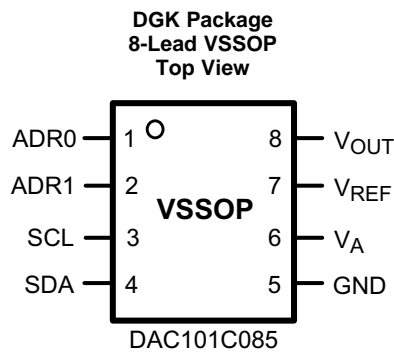 DGK Package
8-Lead VSSOP
Top View
ADR0 1 8 VOUT
ADR1 2 7 VREF
VSSOP
SCL 3 6 VA
SDA 4 5 GND
DAC101C085